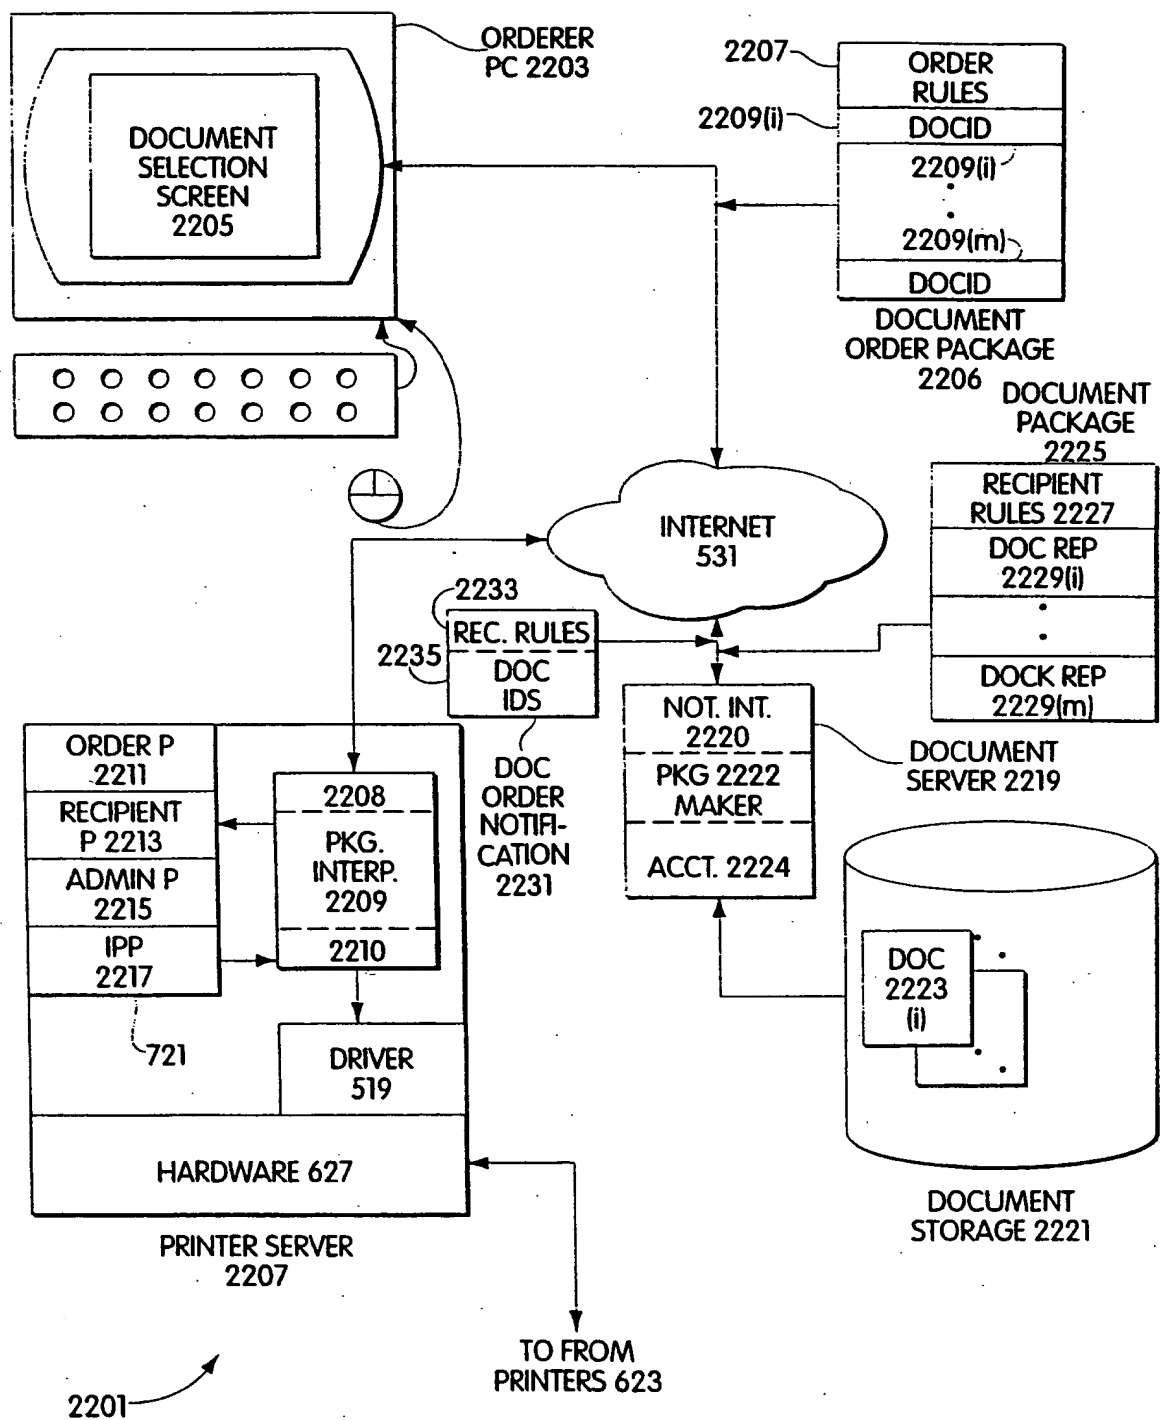 ORDERER
PC 2203
DOCUMENT
SELECTION
SCREEN
2205
2207
ORDER
RULES
2209(i)
DOCID
2209(i)
2209(m)
DOCID
DOCUMENT
ORDER PACKAGE
2206
DOCUMENT
PACKAGE
2225
RECIPIENT
RULES 2227
DOC REP
2229(i)
DOCK REP
2229(m)
INTERNET
531
2233
REC. RULES
2235
DOC
IDS
DOC
ORDER
NOTIFI-
CATION
2231
NOT. INT.
2220
PKG 2222
MAKER
ACCT. 2224
DOCUMENT
SERVER 2219
ORDER P
2211
RECIPIENT
P 2213
ADMIN P
2215
IPP
2217
721
2208
PKG.
INTERP.
2209
2210
DRIVER
519
HARDWARE 627
PRINTER SERVER
2207
DOC
2223
(i)
DOCUMENT
STORAGE 2221
TO FROM
PRINTERS 623
2201